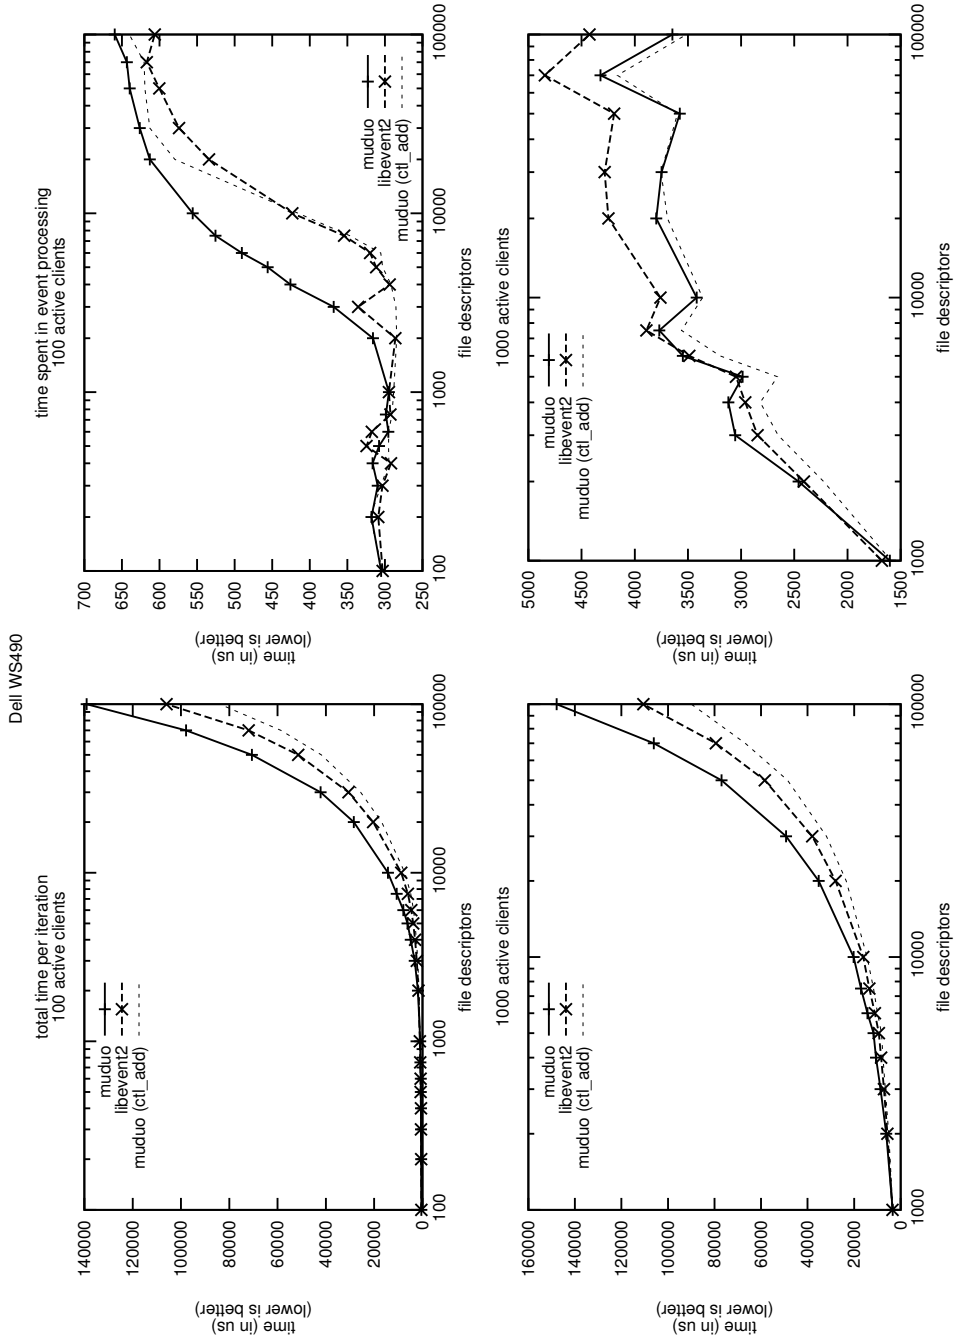 Dell WS490
total time per iteration
100 active clients
muduo
libevent2
muduo (ctl_add)
time (in us)
(lower is better)
140000
120000
100000
80000
60000
40000
20000
0
100
1000
10000
100000
file descriptors
time spent in event processing
100 active clients
muduo
libevent2
muduo (ctl_add)
time (in us)
(lower is better)
700
650
600
550
500
450
400
350
300
250
100
1000
10000
100000
file descriptors
1000 active clients
muduo
libevent2
muduo (ctl_add)
time (in us)
(lower is better)
160000
140000
120000
100000
80000
60000
40000
20000
0
1000
10000
100000
file descriptors
1000 active clients
muduo
libevent2
muduo (ctl_add)
time (in us)
(lower is better)
5000
4500
4000
3500
3000
2500
2000
1500
1000
10000
100000
file descriptors